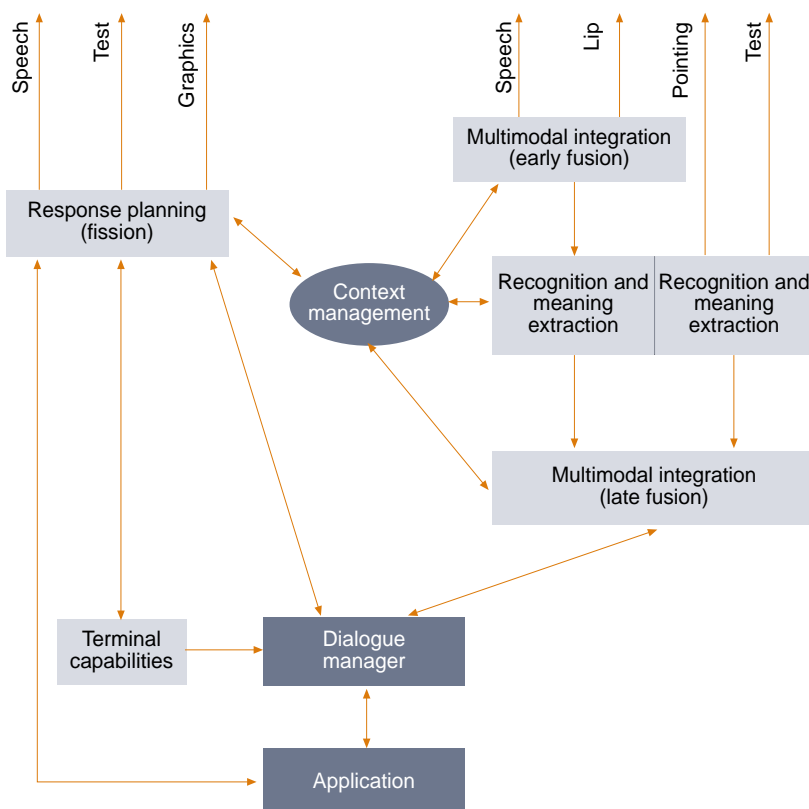 Speech
Test
Graphics
Speech
Lip
Pointing
Test
Multimodal integration
(early fusion)
Response planning
(fission)
Context
management
Recognition and
meaning
extraction
Recognition and
meaning
extraction
Multimodal integration
(late fusion)
Terminal
capabilities
Dialogue
manager
Application